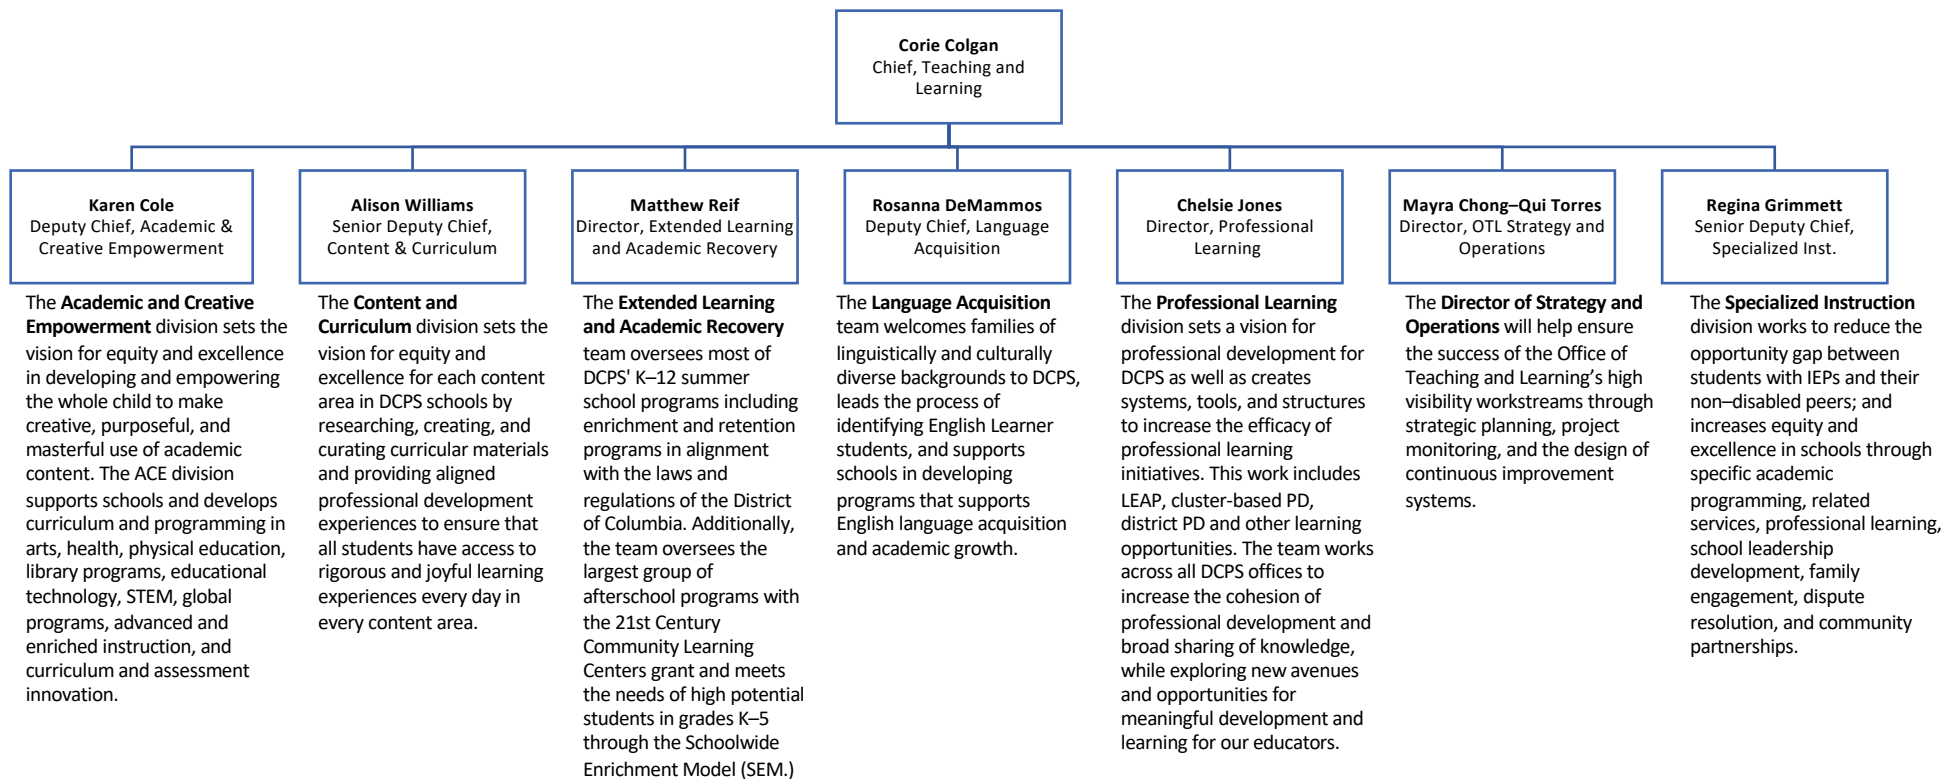 Corie Colgan
Chief, Teaching and
Learning
Karen Cole
Deputy Chief, Academic &
Creative Empowerment
Alison Williams
Senior Deputy Chief,
Content & Curriculum
Matthew Reif
Director, Extended Learning
and Academic Recovery
Rosanna DeMammos
Deputy Chief, Language
Acquisition
Chelsie Jones
Director, Professional
Learning
Mayra Chong–Qui Torres
Director, OTL Strategy and
Operations
Regina Grimmett
Senior Deputy Chief,
Specialized Inst.
The Academic and Creative
Empowerment division sets the
vision for equity and excellence
in developing and empowering
the whole child to make
creative, purposeful, and
masterful use of academic
content. The ACE division
supports schools and develops
curriculum and programming in
arts, health, physical education,
library programs, educational
technology, STEM, global
programs, advanced and
enriched instruction, and
curriculum and assessment
innovation.
The Content and
Curriculum division sets the
vision for equity and
excellence for each content
area in DCPS schools by
researching, creating, and
curating curricular materials
and providing aligned
professional development
experiences to ensure that
all students have access to
rigorous and joyful learning
experiences every day in
every content area.
The Extended Learning
and Academic Recovery
team oversees most of
DCPS' K–12 summer
school programs including
enrichment and retention
programs in alignment
with the laws and
regulations of the District
of Columbia. Additionally,
the team oversees the
largest group of
afterschool programs with
the 21st Century
Community Learning
Centers grant and meets
the needs of high potential
students in grades K–5
through the Schoolwide
Enrichment Model (SEM.)
The Language Acquisition
team welcomes families of
linguistically and culturally
diverse backgrounds to DCPS,
leads the process of
identifying English Learner
students, and supports
schools in developing
programs that supports
English language acquisition
and academic growth.
The Professional Learning
division sets a vision for
professional development for
DCPS as well as creates
systems, tools, and structures
to increase the efficacy of
professional learning
initiatives. This work includes
LEAP, cluster-based PD,
district PD and other learning
opportunities. The team works
across all DCPS offices to
increase the cohesion of
professional development and
broad sharing of knowledge,
while exploring new avenues
and opportunities for
meaningful development and
learning for our educators.
The Director of Strategy and
Operations will help ensure
the success of the Office of
Teaching and Learning’s high
visibility workstreams through
strategic planning, project
monitoring, and the design of
continuous improvement
systems.
The Specialized Instruction
division works to reduce the
opportunity gap between
students with IEPs and their
non–disabled peers; and
increases equity and
excellence in schools through
specific academic
programming, related
services, professional learning,
school leadership
development, family
engagement, dispute
resolution, and community
partnerships.